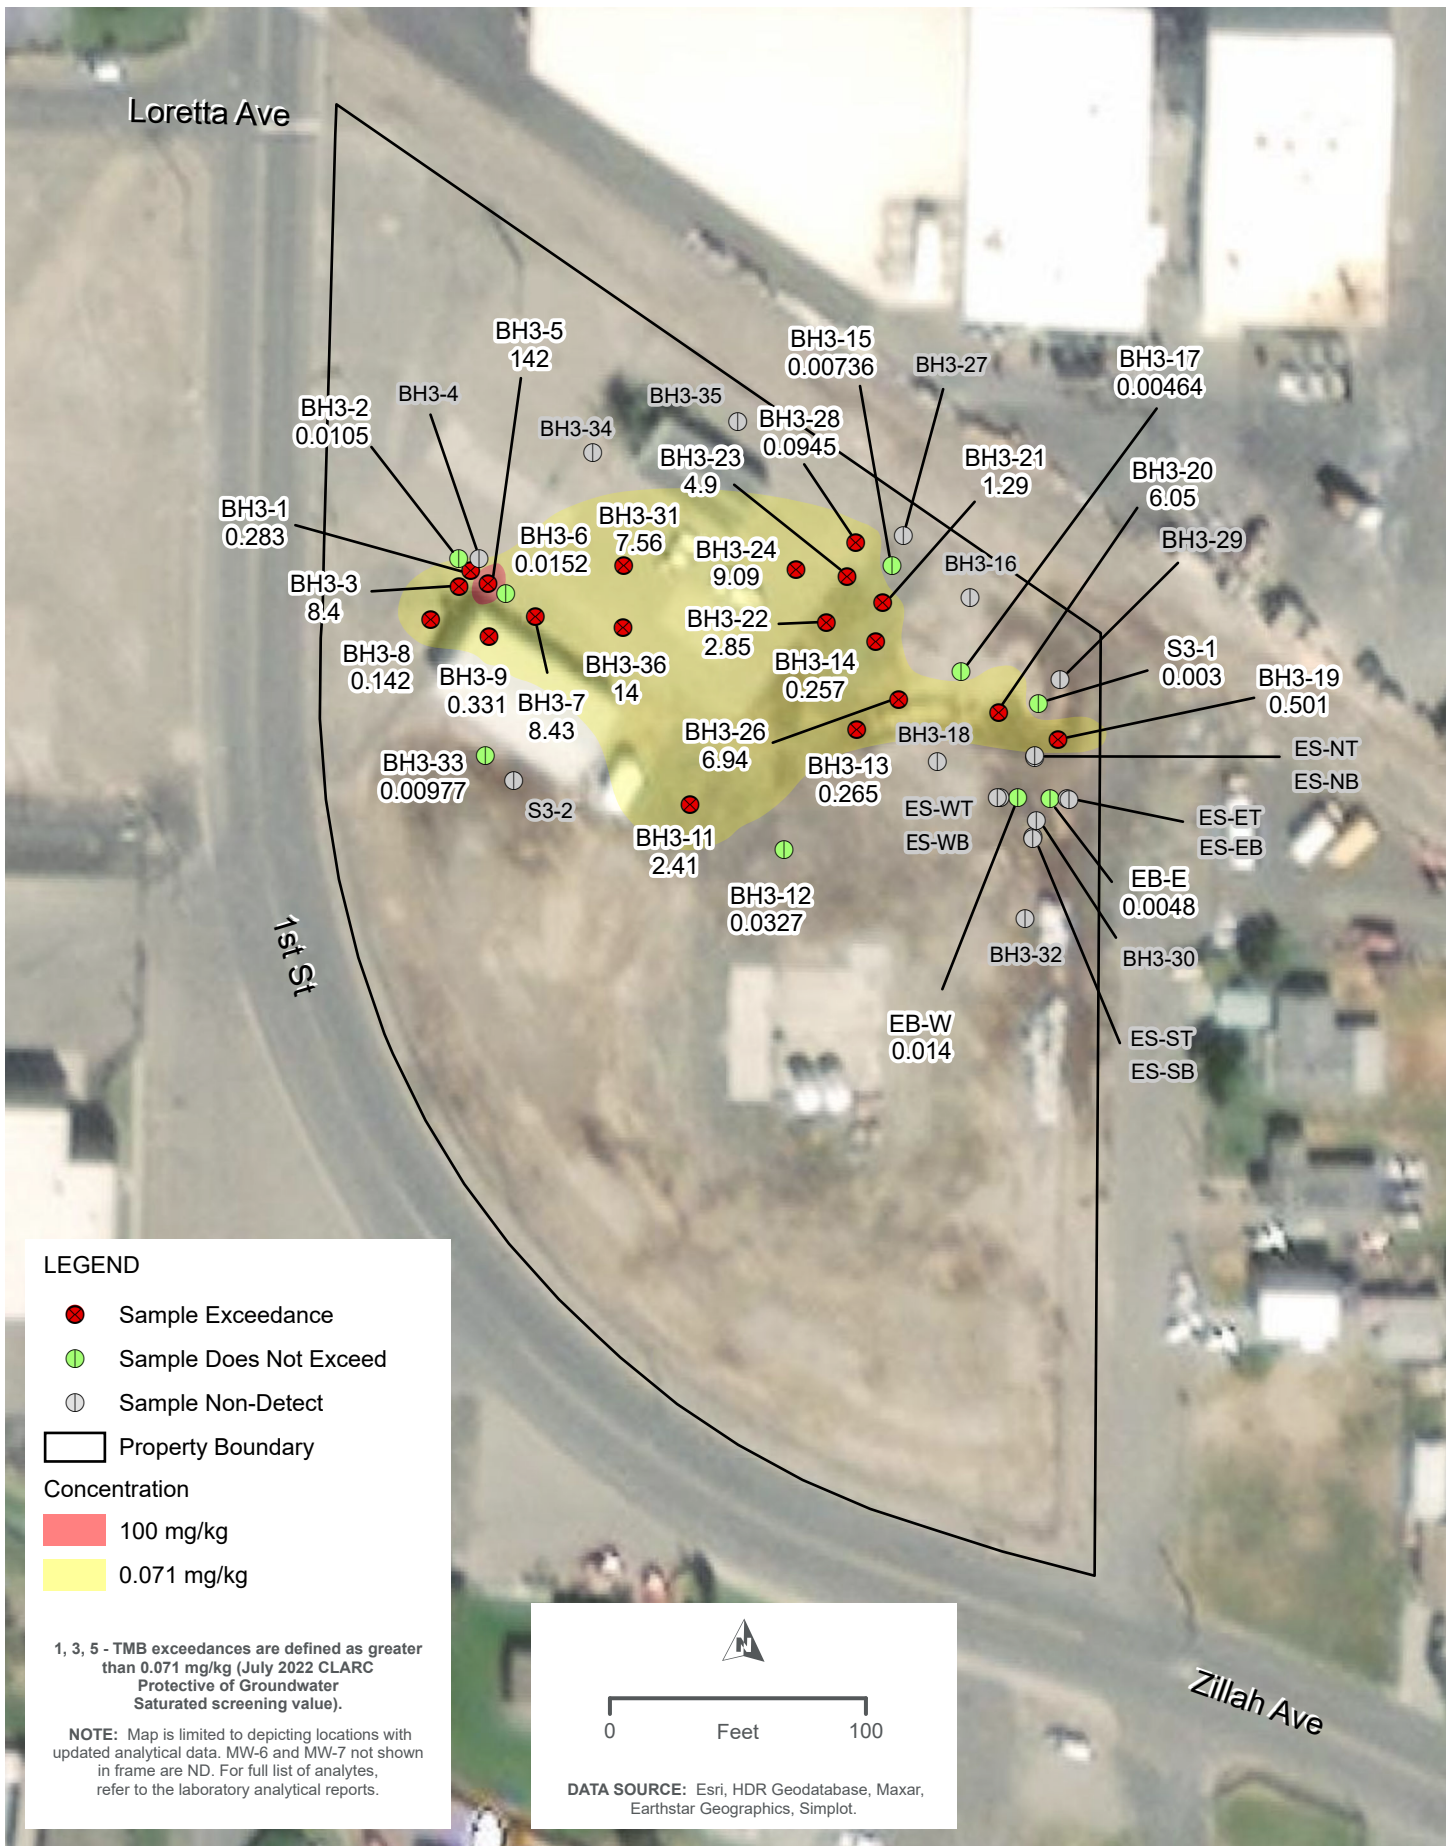 Loretta Ave
BH3-5
142
BH3-15
0.00736
BH3-27
BH3-17
0.00464
BH3-4
BH3-35
BH3-2
0.0105
BH3-34
BH3-28
0.0945
BH3-23
4.9
BH3-21
1.29
BH3-20
6.05
BH3-1
0.283
BH3-31
7.56
BH3-6
0.0152
BH3-24
9.09
BH3-29
BH3-16
BH3-3
8.4
BH3-22
2.85
BH3-8
0.142
BH3-9
0.331
BH3-36
14
BH3-14
0.257
S3-1
0.003
BH3-19
0.501
BH3-7
8.43
BH3-26
6.94
BH3-18
ES-NT
ES-NB
BH3-33
0.00977
BH3-13
0.265
S3-2
ES-WT
ES-WB
ES-ET
ES-EB
BH3-11
2.41
BH3-12
0.0327
EB-E
0.0048
1st St
BH3-32
BH3-30
EB-W
0.014
ES-ST
ES-SB
LEGEND
Sample Exceedance
Sample Does Not Exceed
Sample Non-Detect
Property Boundary
Concentration
100 mg/kg
0.071 mg/kg
1, 3, 5 - TMB exceedances are defined as greater
than 0.071 mg/kg (July 2022 CLARC
Protective of Groundwater
Saturated screening value).
NOTE: Map is limited to depicting locations with
updated analytical data. MW-6 and MW-7 not shown
in frame are ND. For full list of analytes,
refer to the laboratory analytical reports.
N
0 Feet 100
DATA SOURCE: Esri, HDR Geodatabase, Maxar,
Earthstar Geographics, Simplot.
Zillah Ave